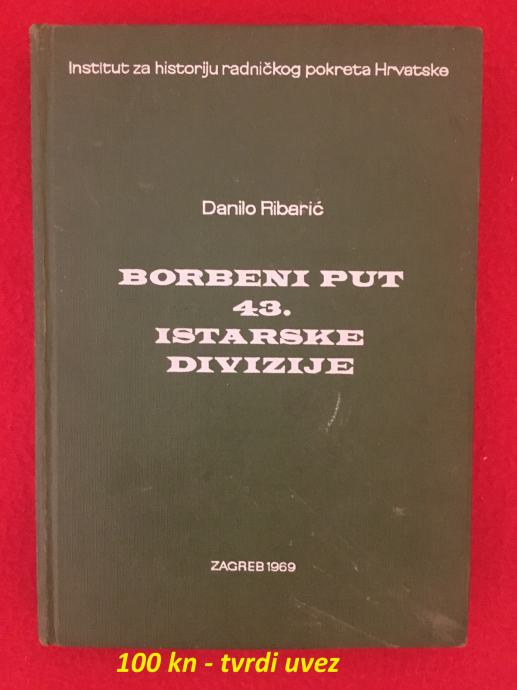 Institut za historiju radničkog pokreta Hrvatske
Danilo Ribarić
BORBENI PUT
43.
ISTARSKE
DIVIZIJE
ZAGREB 1969
100 kn - tvrdi uvez